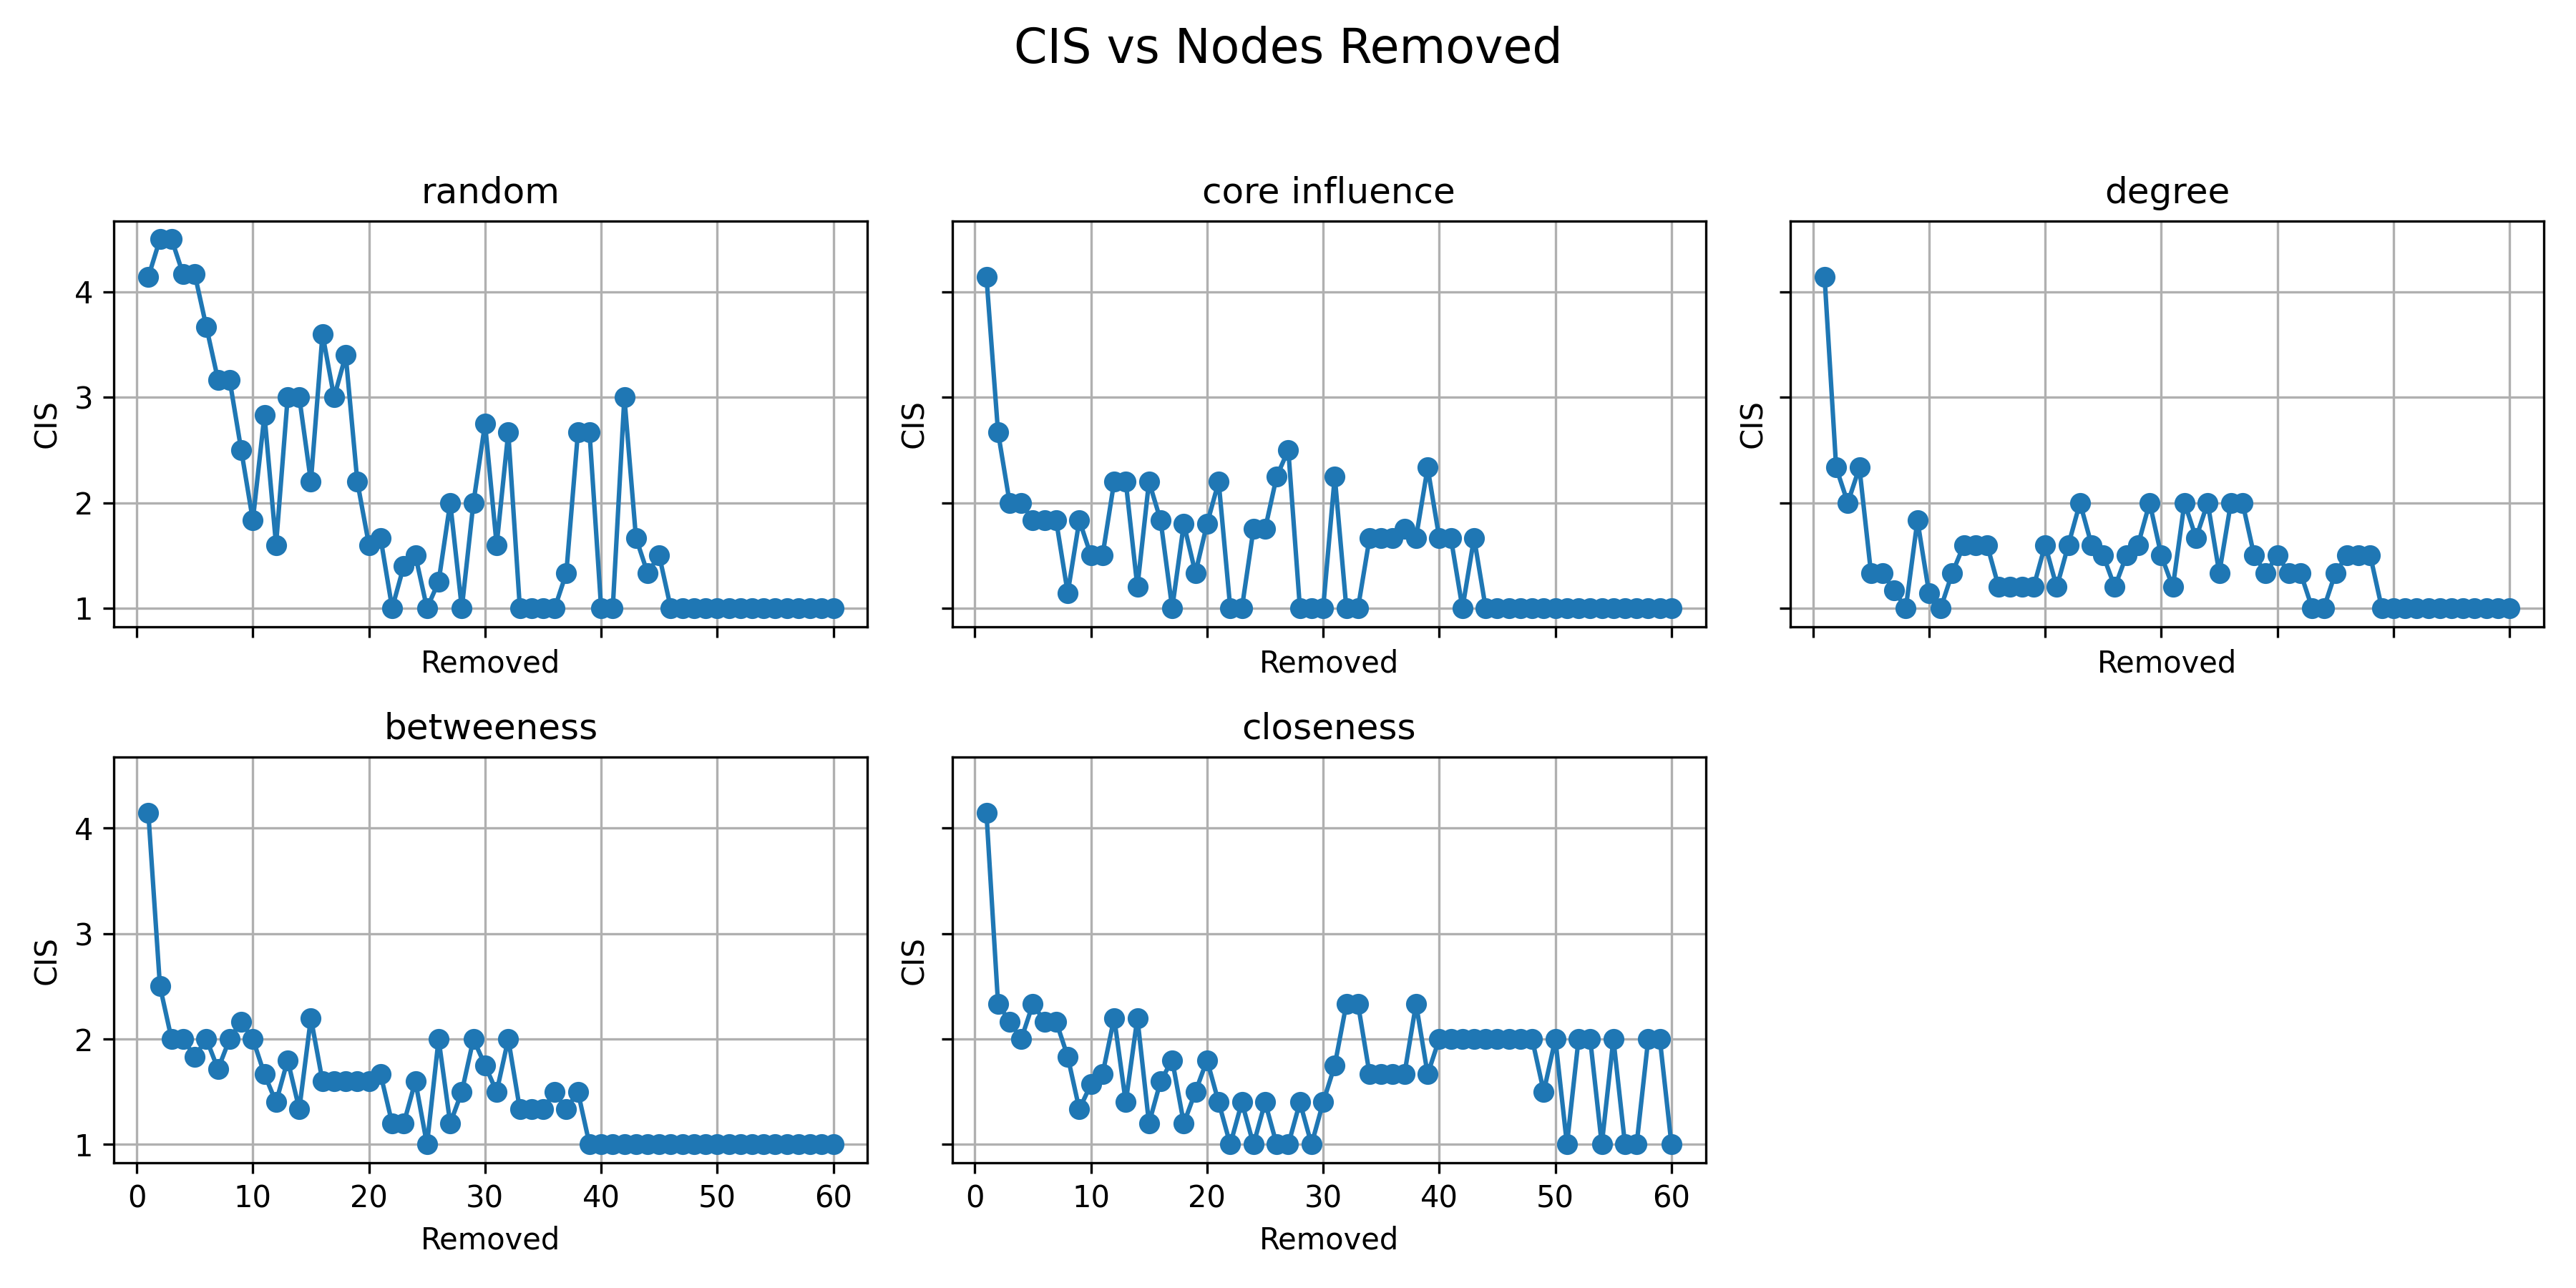 CIS vs Nodes Removed
random
core influence
degree
4
3
2
1
CIS
CIS
CIS
Removed
Removed
Removed
betweeness
closeness
4
3
2
1
CIS
CIS
0 10 20 30 40 50 60
0 10 20 30 40 50 60
Removed
Removed